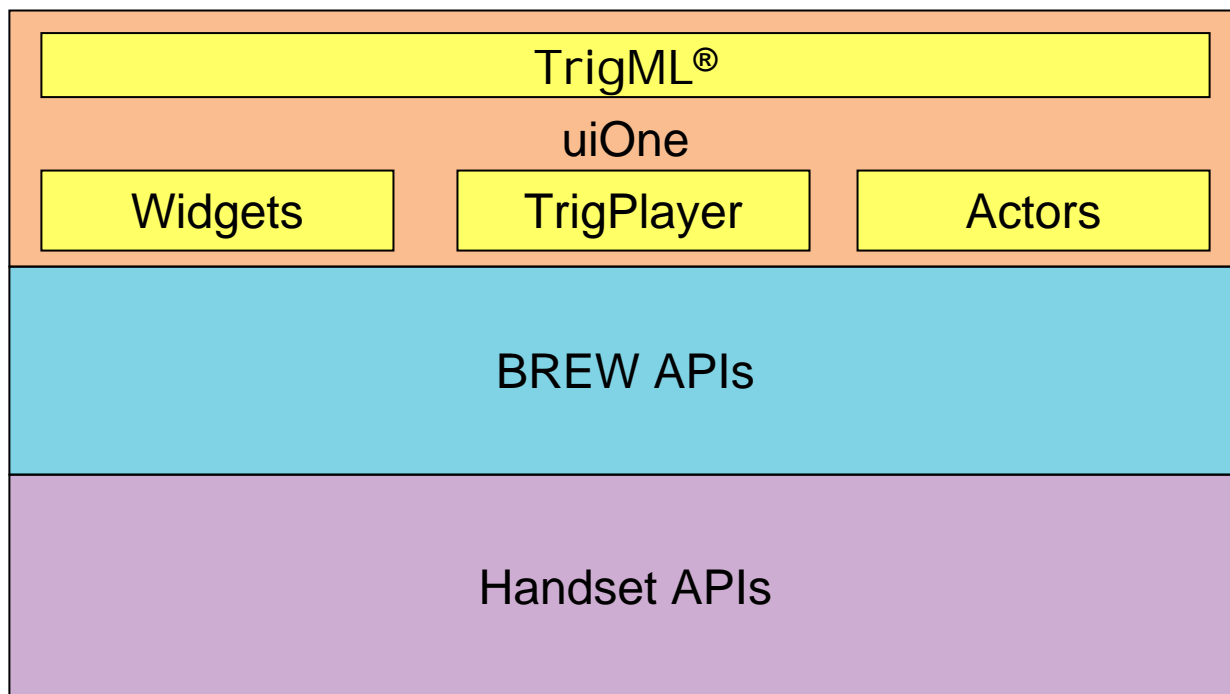 TrigML®
uiOne
Widgets TrigPlayer Actors
BREW APIs
Handset APIs